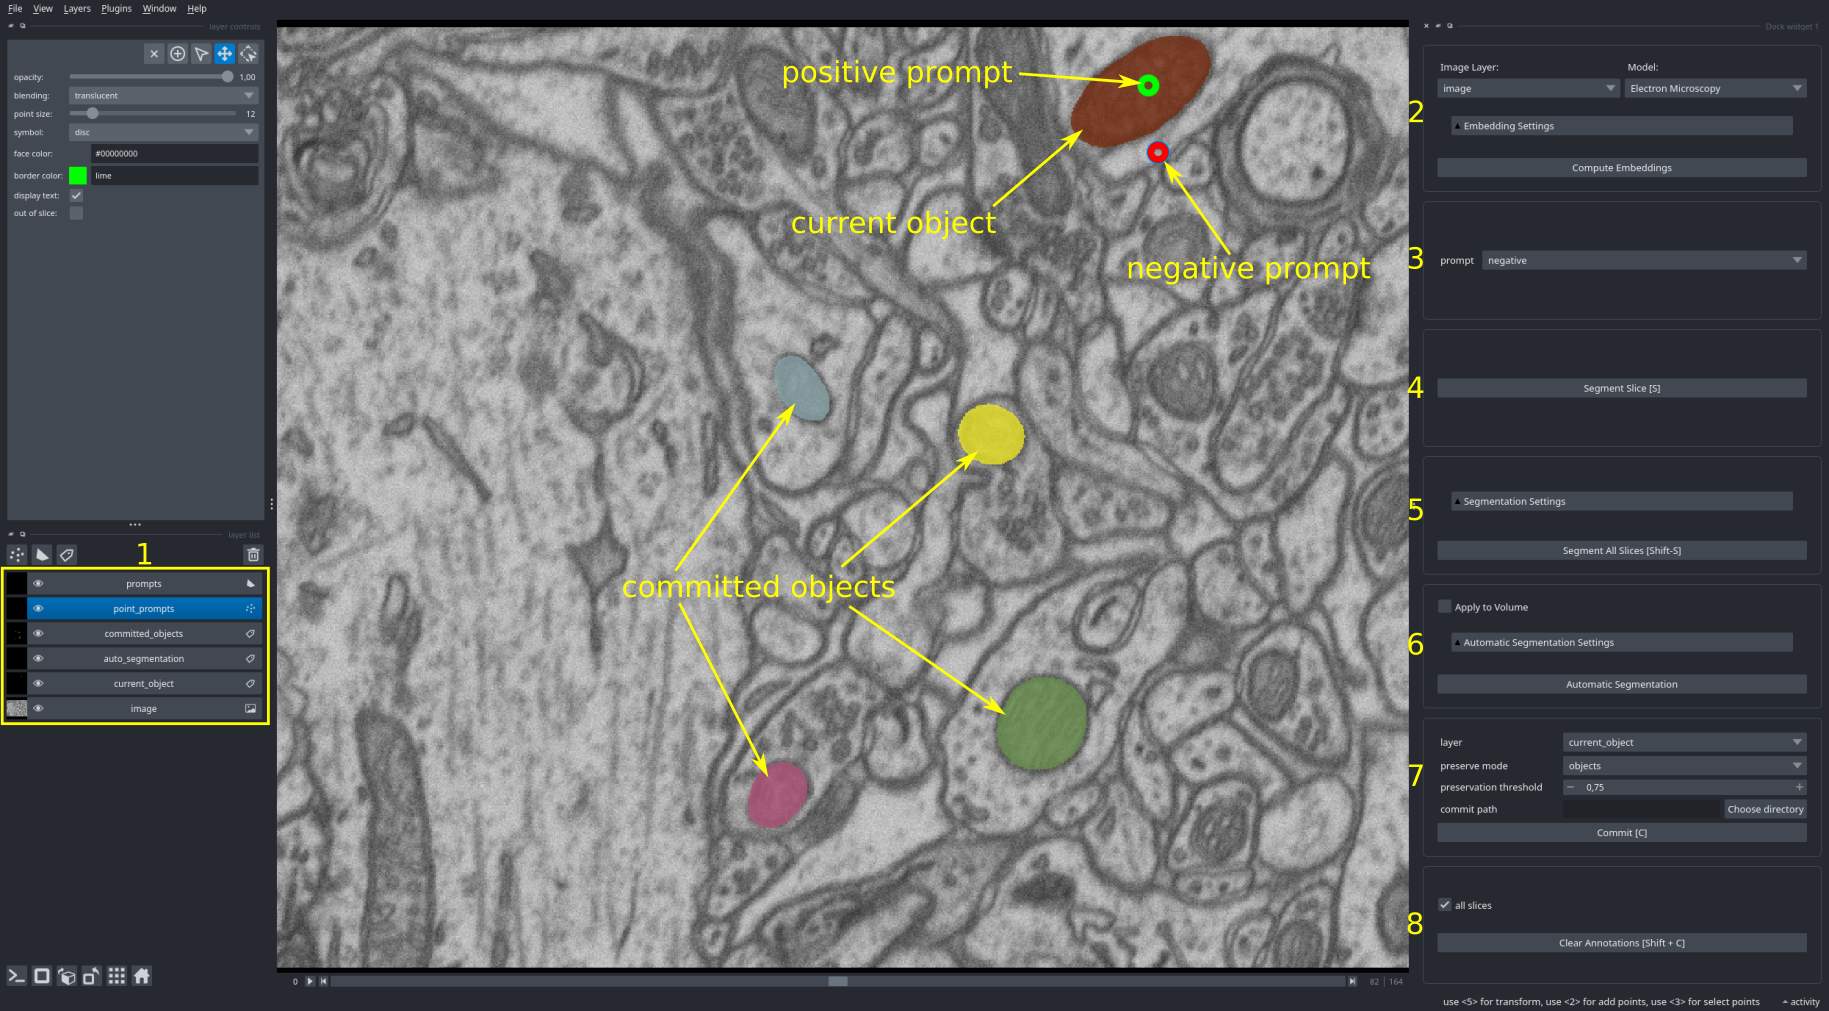 File View Layers Plugins Window Help
layer controls
opacity: 1,00
blending: translucent
point size: 12
symbol: disc
face color: #00000000
border color: lime
display text:
out of slice:
layer list
1
prompts
point_prompts
committed_objects
auto_segmentation
current_object
image
positive prompt
current object
negative prompt
committed objects
0
82 | 164
Dock widget 1
2
Image Layer: Model:
image Electron Microscopy
Embedding Settings
Compute Embeddings
3
prompt negative
4
Segment Slice [S]
5
Segmentation Settings
Segment All Slices [Shift-S]
6
Apply to Volume
Automatic Segmentation Settings
Automatic Segmentation
7
layer current_object
preserve mode objects
preservation threshold 0,75
commit path Choose directory
Commit [C]
8
all slices
Clear Annotations [Shift + C]
use <5> for transform, use <2> for add points, use <3> for select points activity